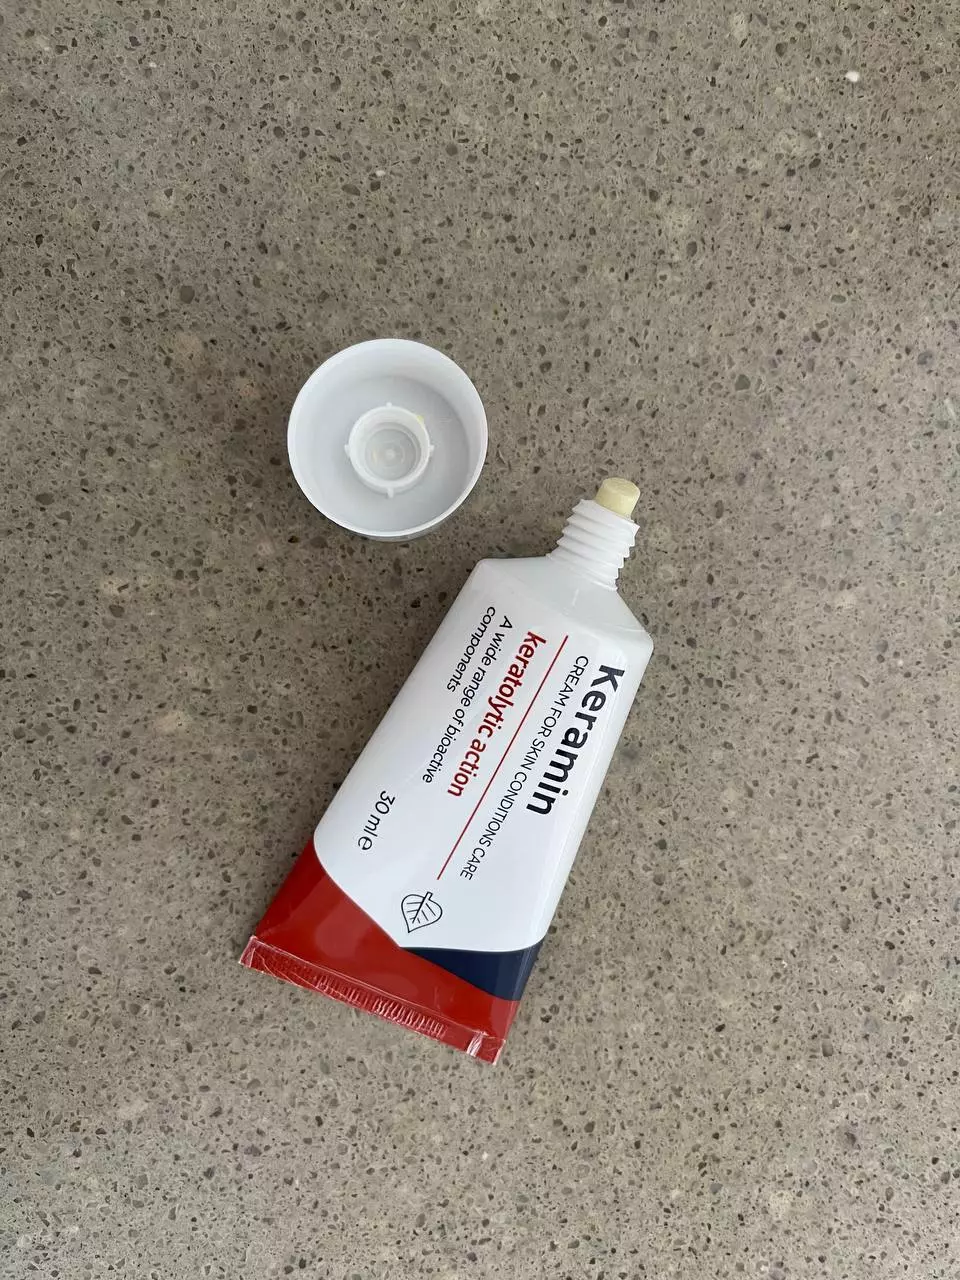 Keramin
CREAM FOR SKIN CONDITIONS CARE
keratolytic action
A wide range of bioactive
components
30 ml e